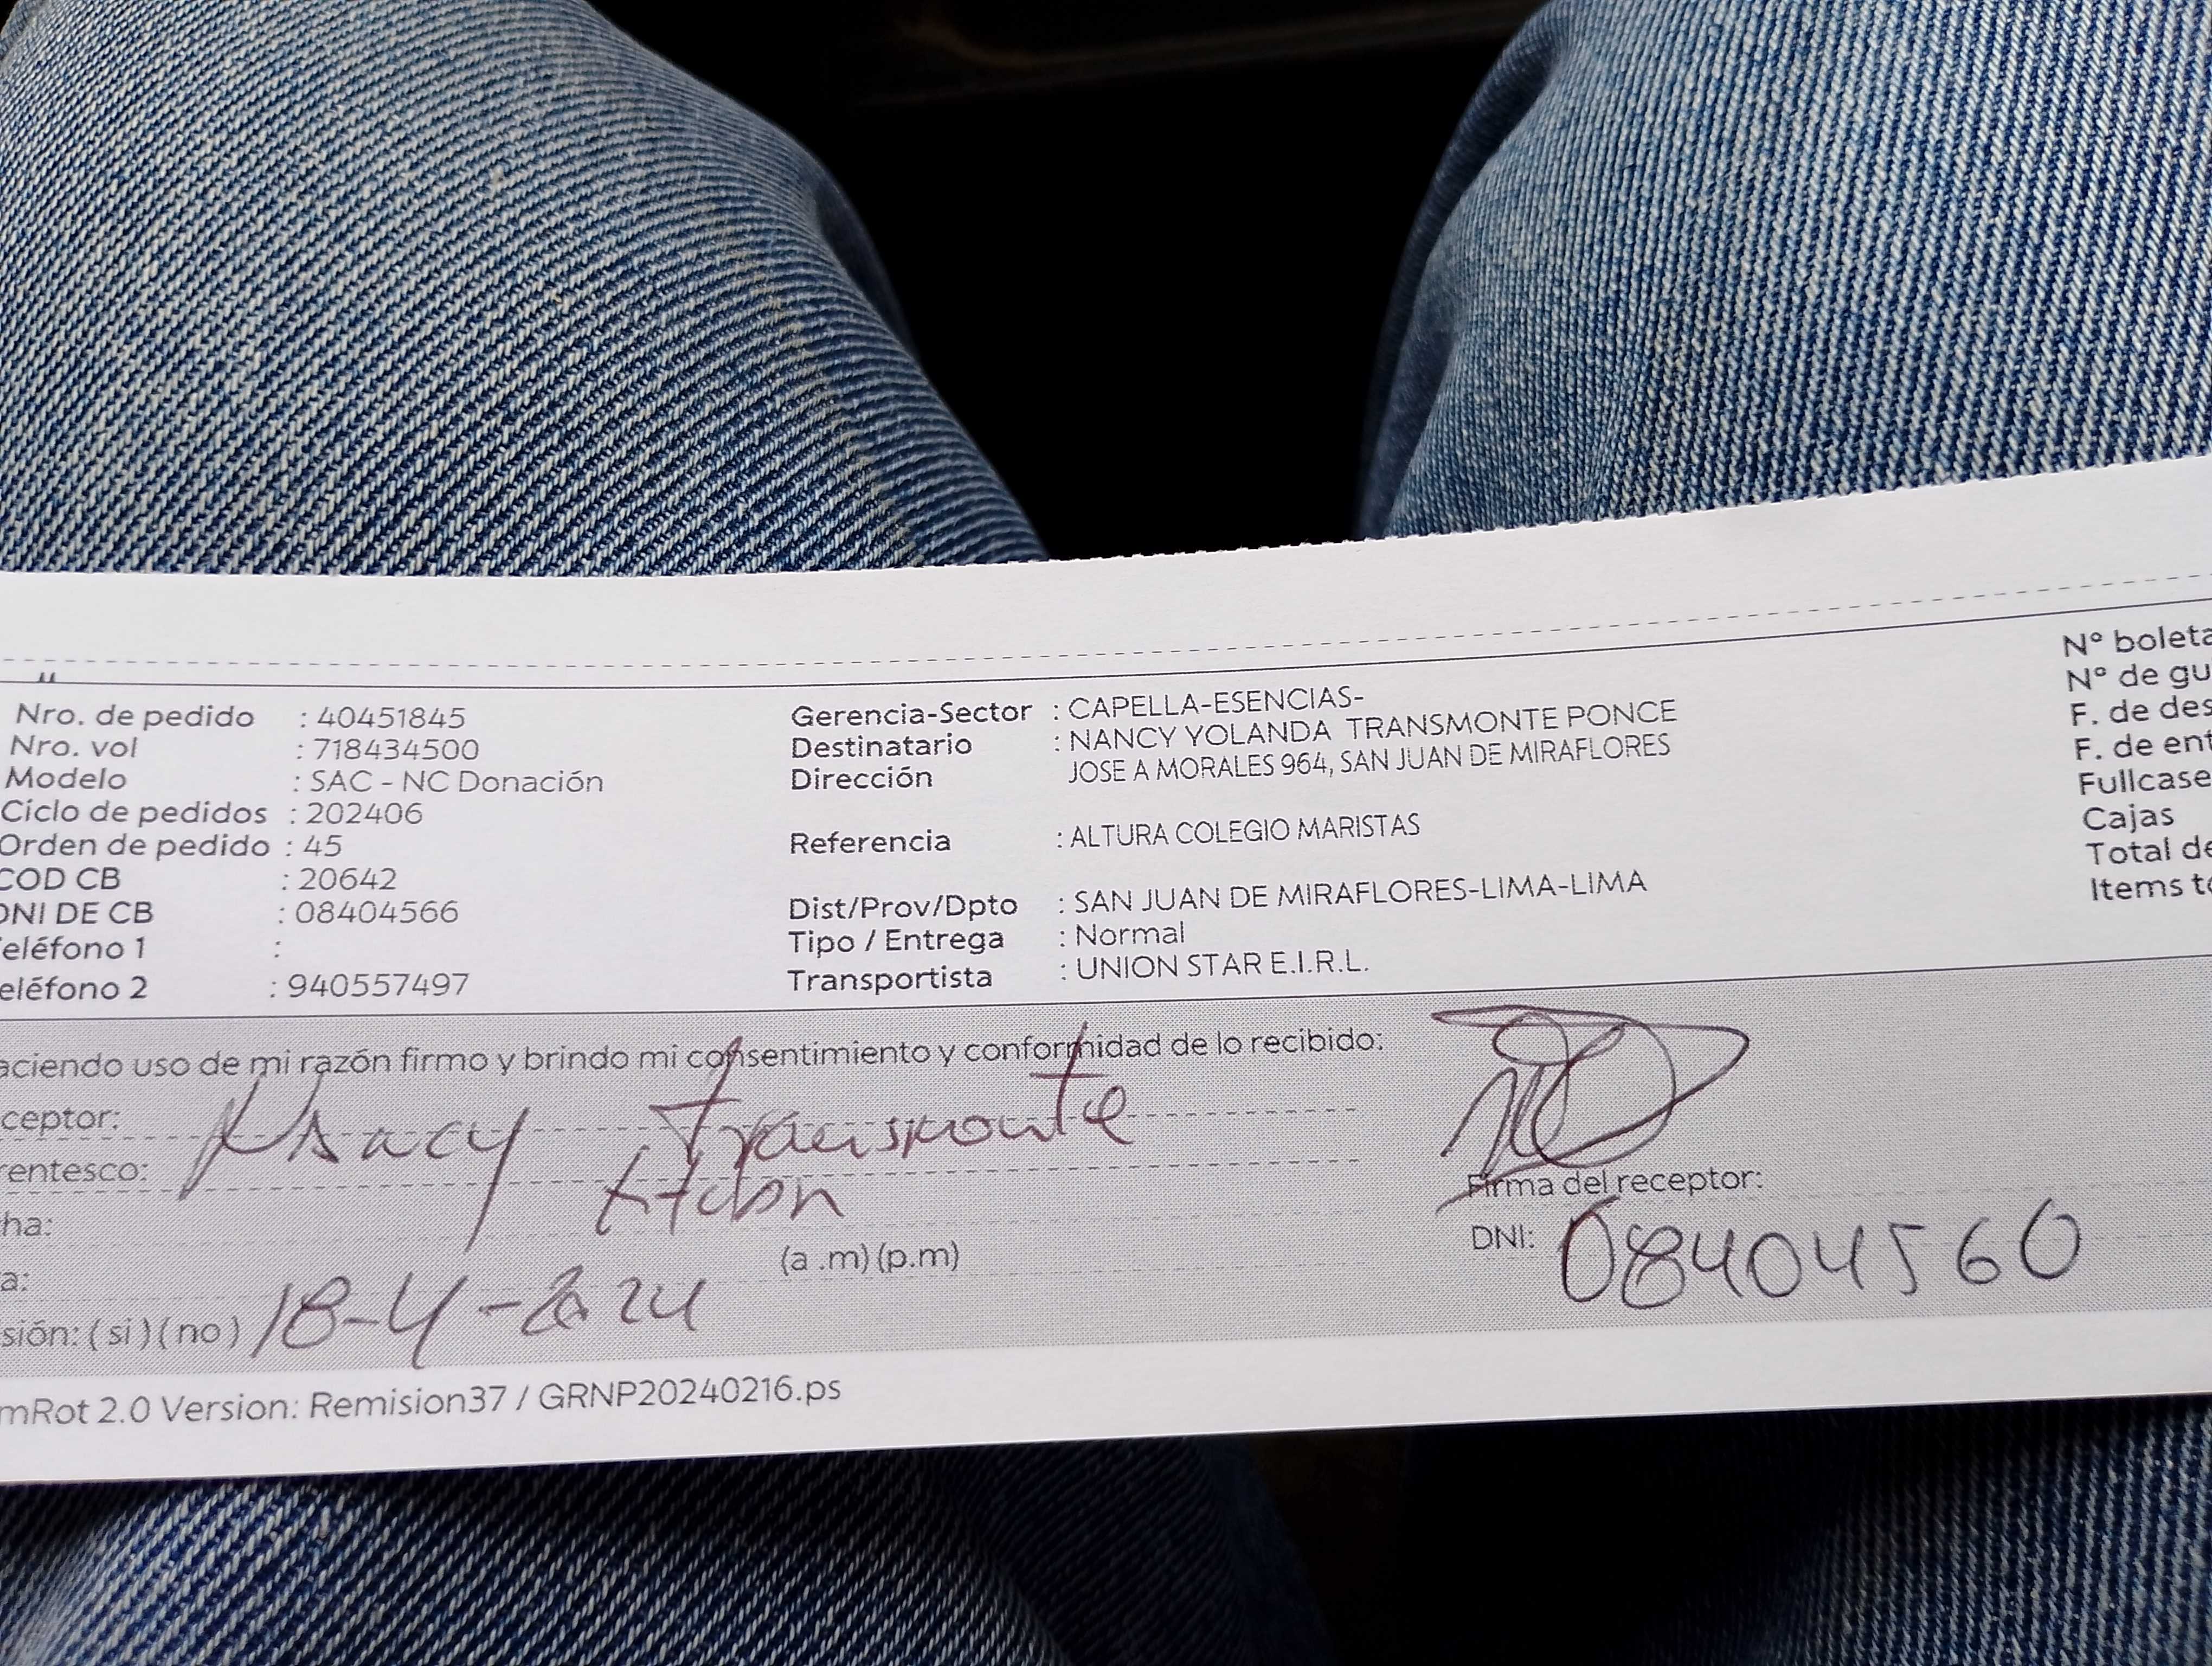 Nro. de pedido : 40451845
Nro. vol : 718434500
Modelo : SAC - NC Donación
Ciclo de pedidos : 202406
Orden de pedido : 45
COD CB : 20642
DNI DE CB : 08404566
eléfono 1 :
eléfono 2 : 940557497
Gerencia-Sector : CAPELLA-ESENCIAS-
Destinatario : NANCY YOLANDA TRANSMONTE PONCE
Dirección JOSE A MORALES 964, SAN JUAN DE MIRAFLORES
Referencia : ALTURA COLEGIO MARISTAS
Dist/Prov/Dpto : SAN JUAN DE MIRAFLORES-LIMA-LIMA
Tipo / Entrega : Normal
Transportista : UNION STAR E.I.R.L.
Nº boleta
Nº de gu
F. de des
F. de ent
Fullcase
Cajas
Total de
Items to
aciendo uso de mi razón firmo y brindo mi consentimiento y conformidad de lo recibido:
ceptor: Nancy Transmonte
rentesco:
ha:
a: (a .m) (p.m)
sión: ( si ) ( no ) 18-4-2024
Firma del receptor:
DNI: 08404560
mRot 2.0 Version: Remision37 / GRNP20240216.ps